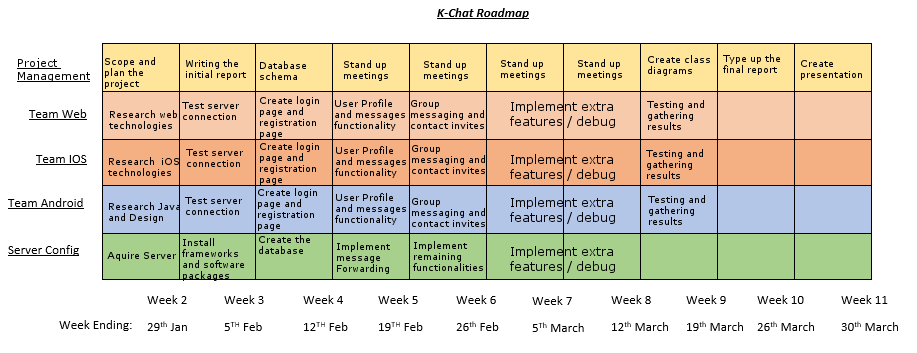 K-Chat Roadmap
Project
Management
Scope and
plan the
project
Writing the
initial report
Database
schema
Stand up
meetings
Stand up
meetings
Stand up
meetings
Stand up
meetings
Create class
diagrams
Type up the
final report
Create
presentation
Team Web
Research web
technologies
Test server
connection
Create login
page and
registration
page
User Profile
and messages
functionality
Group
messaging and
contact invites
Implement extra
features / debug
Testing and
gathering
results
Team IOS
Research iOS
technologies
Test server
connection
Create login
page and
registration
page
User Profile
and messages
functionality
Group
messaging and
contact invites
Implement extra
features / debug
Testing and
gathering
results
Team Android
Research Java
and Design
Test server
connection
Create login
page and
registration
page
User Profile
and messages
functionality
Group
messaging and
contact invites
Implement extra
features / debug
Testing and
gathering
results
Server Config
Aquire Server
Install
frameworks
and software
packages
Create the
database
Implement
message
Forwarding
Implement
remaining
functionalities
Implement extra
features / debug
Week 2 Week 3 Week 4 Week 5 Week 6 Week 7 Week 8 Week 9 Week 10 Week 11
Week Ending: 29th Jan 5TH Feb 12TH Feb 19TH Feb 26th Feb 5Th March 12th March 19th March 26th March 30th March